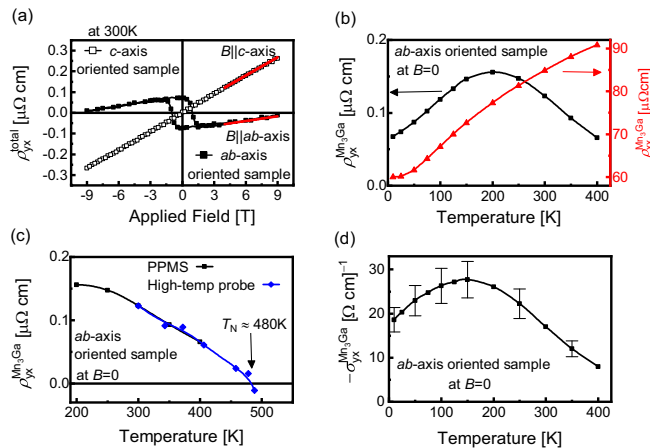 (a)
at 300K
c-axis
oriented sample
B||c-axis
B||ab-axis
ab-axis
oriented sample
ρyx^total [μΩ cm]
0.3
0.2
0.1
0.0
-0.1
-0.2
-0.3
-9 -6 -3 0 3 6 9
Applied Field [T]
(b)
ab-axis oriented sample
at B=0
ρyx^Mn3Ga [μΩ cm]
0.2
0.1
0.0
ρxx^Mn3Ga [μΩ cm]
90
80
70
60
0 100 200 300 400
Temperature [K]
(c)
PPMS
High-temp probe
TN ≈ 480K
ab-axis
oriented sample
at B=0
ρyx^Mn3Ga [μΩ cm]
0.2
0.1
0.0
200 300 400 500
Temperature [K]
(d)
ab-axis oriented sample
at B=0
−σyx^Mn3Ga [Ω cm]⁻¹
30
20
10
0
0 100 200 300 400
Temperature [K]